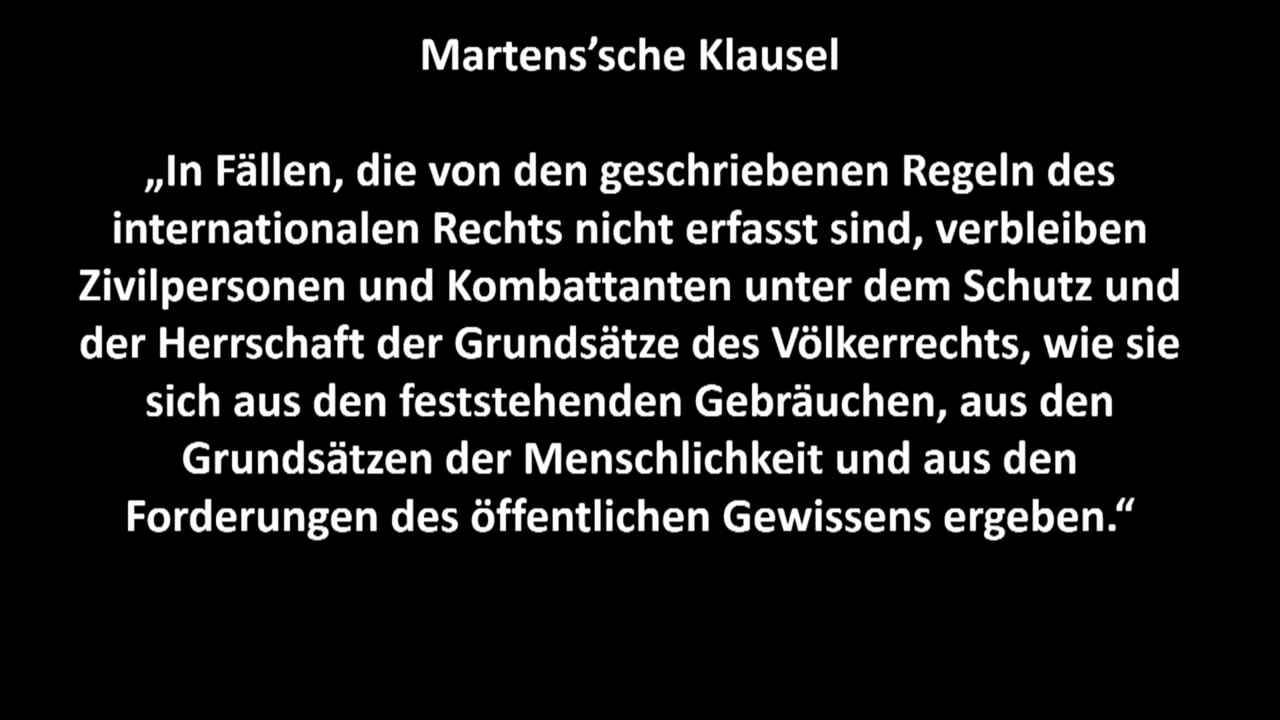 Martens’sche Klausel
„In Fällen, die von den geschriebenen Regeln des
internationalen Rechts nicht erfasst sind, verbleiben
Zivilpersonen und Kombattanten unter dem Schutz und
der Herrschaft der Grundsätze des Völkerrechts, wie sie
sich aus den feststehenden Gebräuchen, aus den
Grundsätzen der Menschlichkeit und aus den
Forderungen des öffentlichen Gewissens ergeben.“